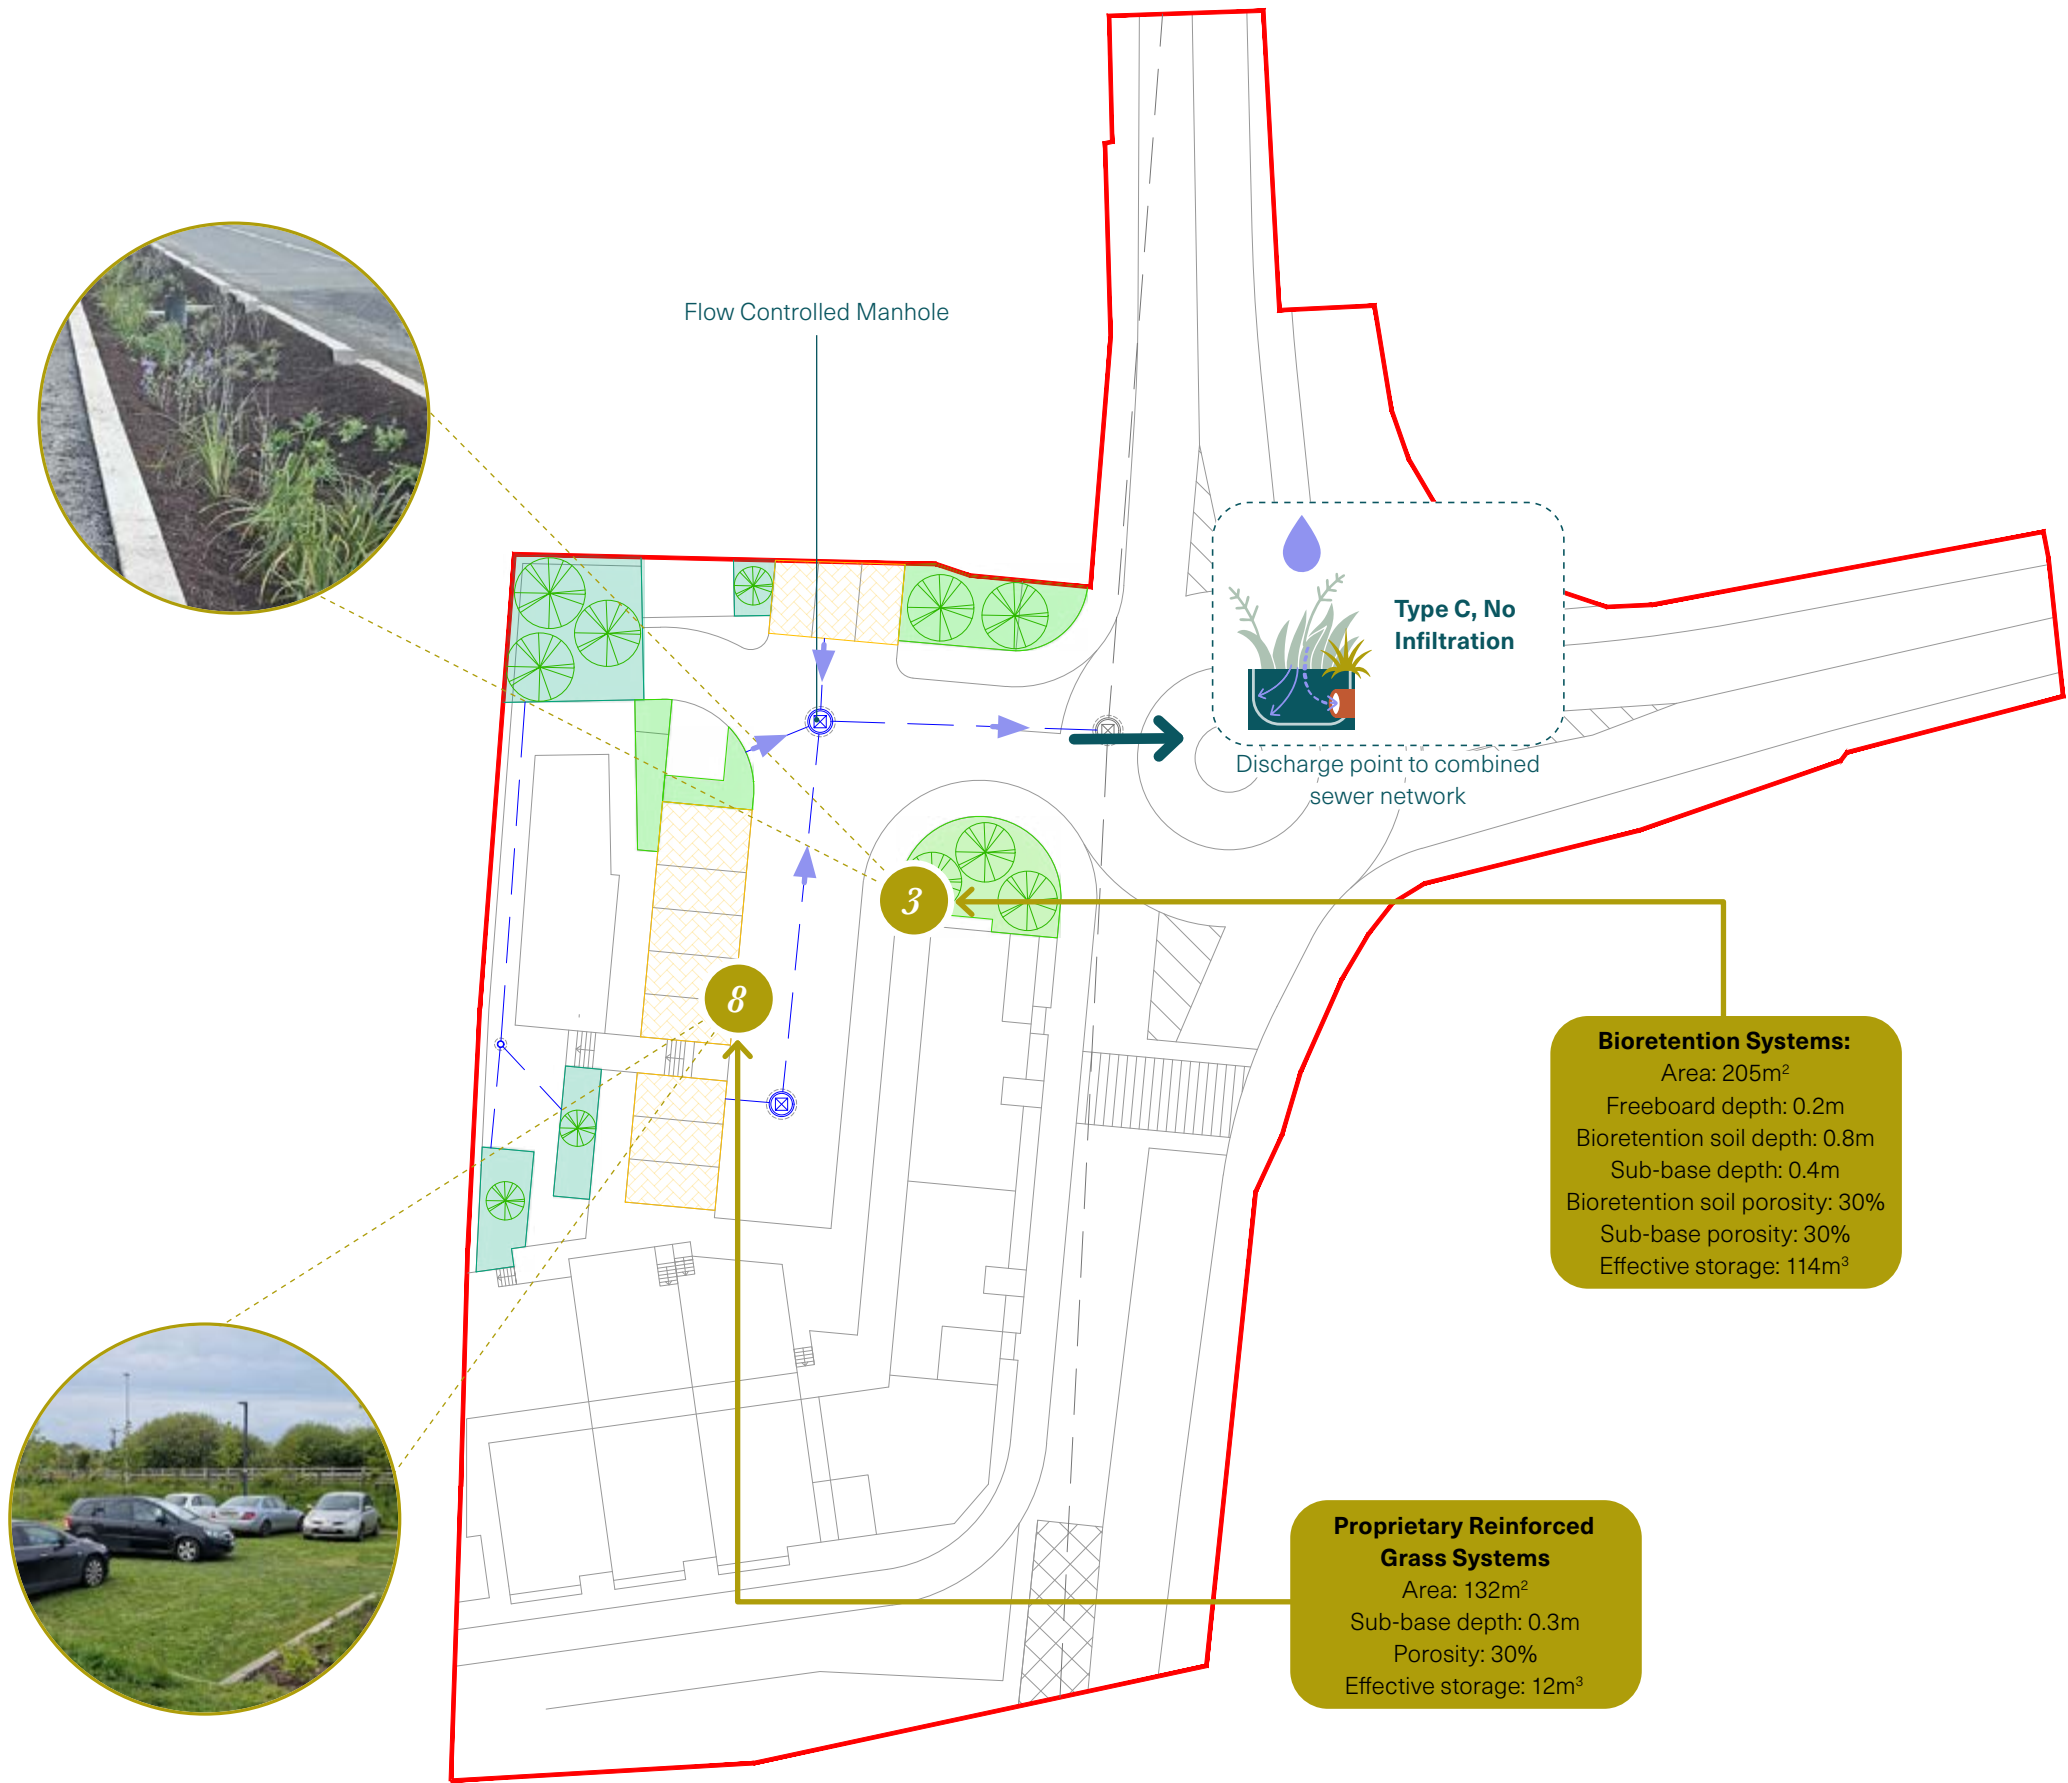 Flow Controlled Manhole
Type C, No
Infiltration
Discharge point to combined
sewer network
3
8
Bioretention Systems:
Area: 205m²
Freeboard depth: 0.2m
Bioretention soil depth: 0.8m
Sub-base depth: 0.4m
Bioretention soil porosity: 30%
Sub-base porosity: 30%
Effective storage: 114m³
Proprietary Reinforced
Grass Systems
Area: 132m²
Sub-base depth: 0.3m
Porosity: 30%
Effective storage: 12m³